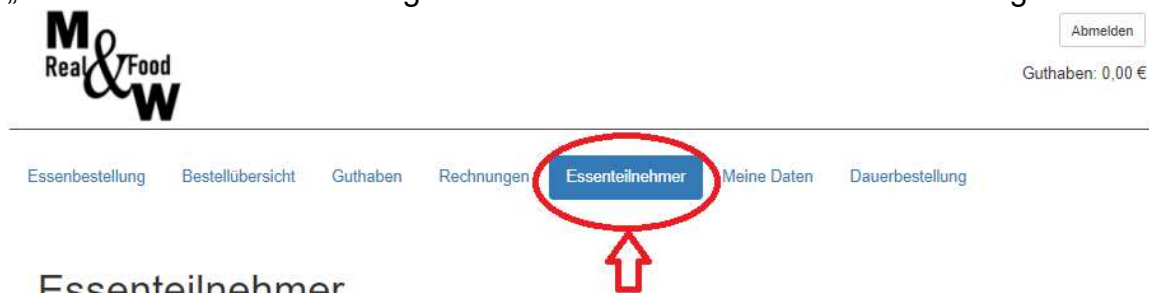 M
Real & Food
W
Abmelden
Guthaben: 0,00 €
Essenbestellung Bestellübersicht Guthaben Rechnungen Essenteilnehmer Meine Daten Dauerbestellung
Essenteilnehmer